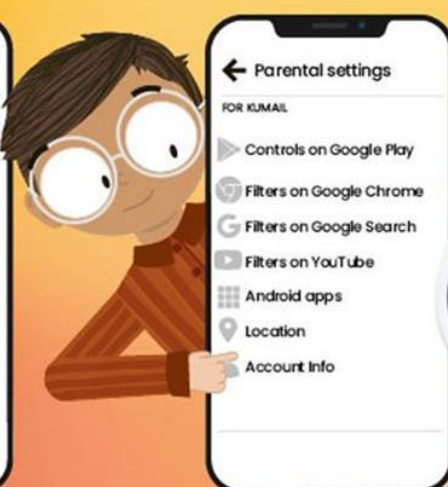 Parental settings
FOR KUMAIL
Controls on Google Play
Filters on Google Chrome
Filters on Google Search
Filters on YouTube
Android apps
Location
Account Info